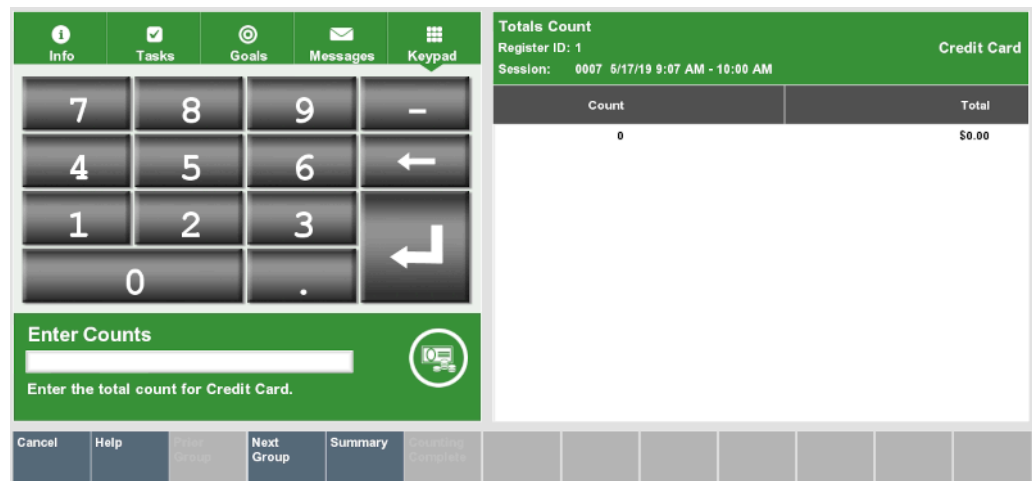 Info Tasks Goals Messages Keypad
7 8 9 –
4 5 6
1 2 3
0 .
Enter Counts
Enter the total count for Credit Card.
Totals Count
Register ID: 1 Credit Card
Session: 0007 5/17/19 9:07 AM - 10:00 AM
Count Total
0 $0.00
Cancel Help Prior Next Summary Counting
Group Group Complete